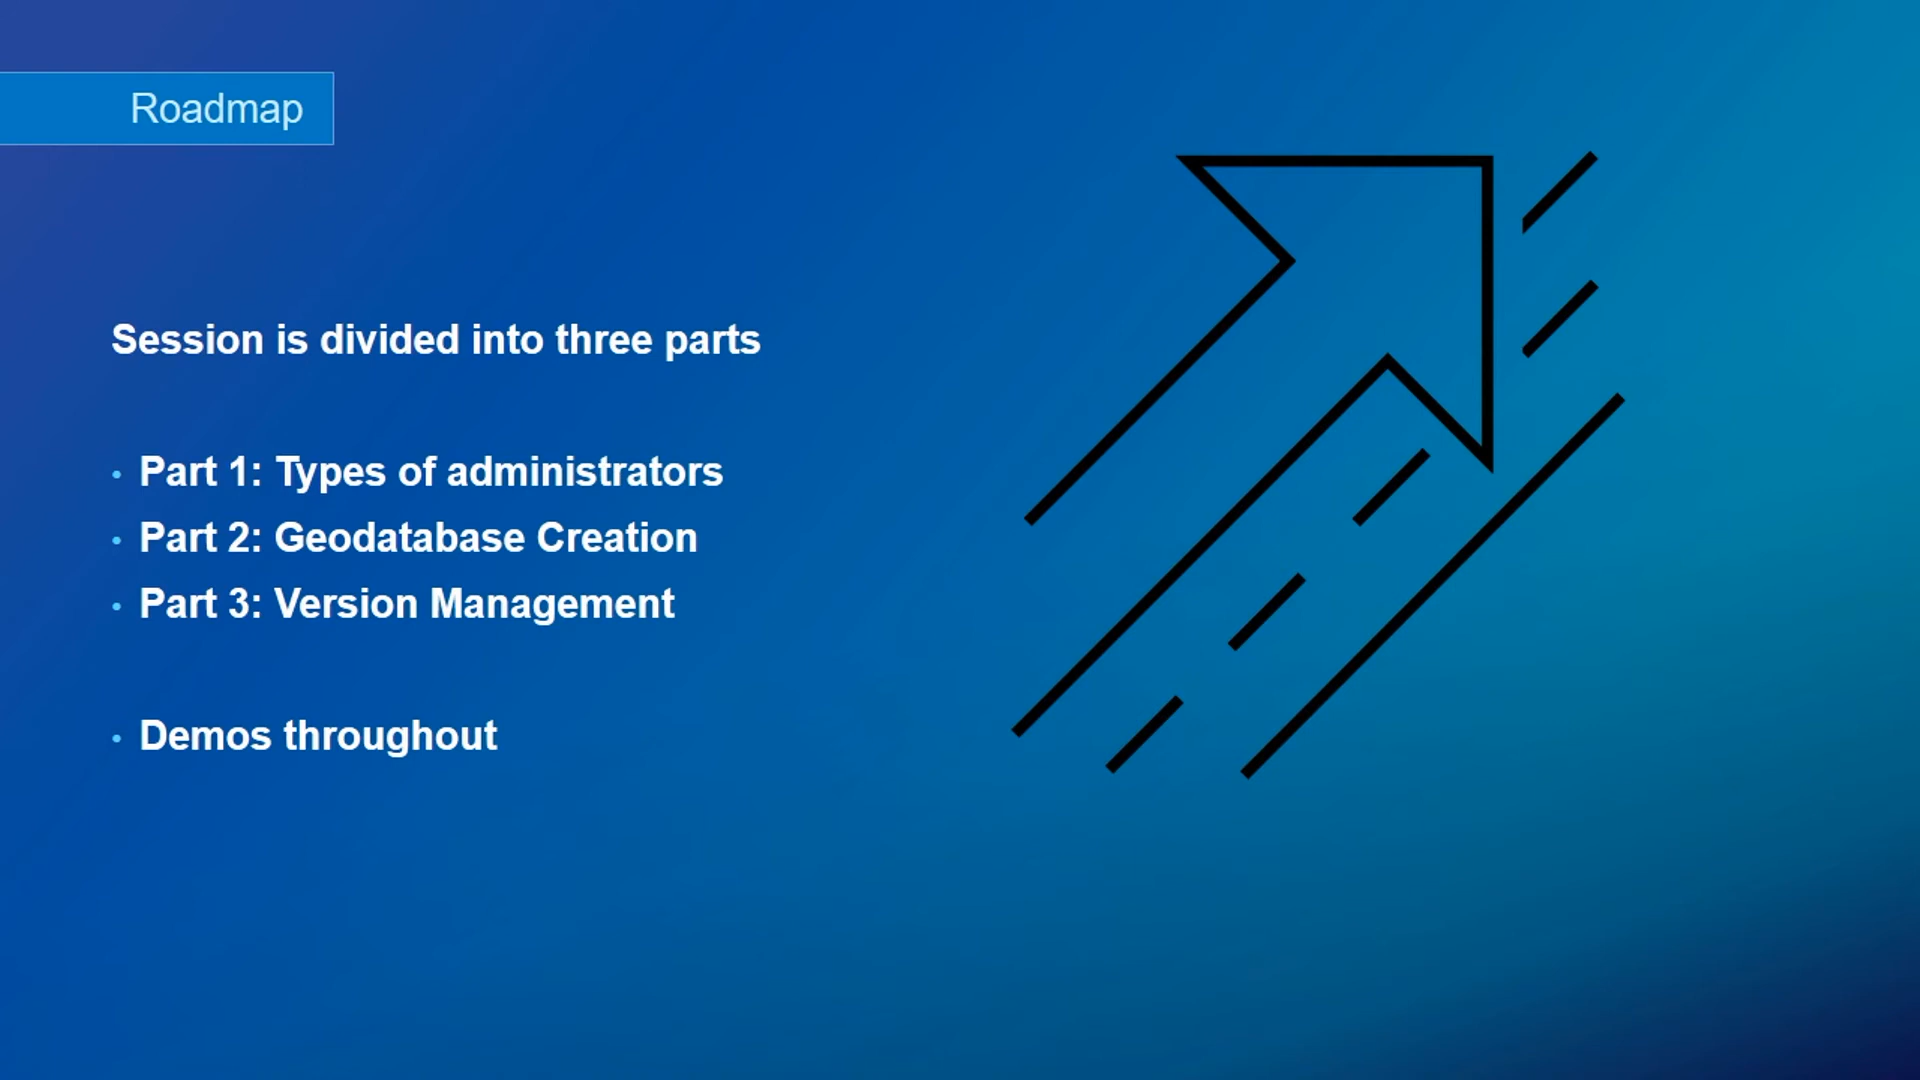 Roadmap
Session is divided into three parts
• Part 1: Types of administrators
• Part 2: Geodatabase Creation
• Part 3: Version Management
• Demos throughout